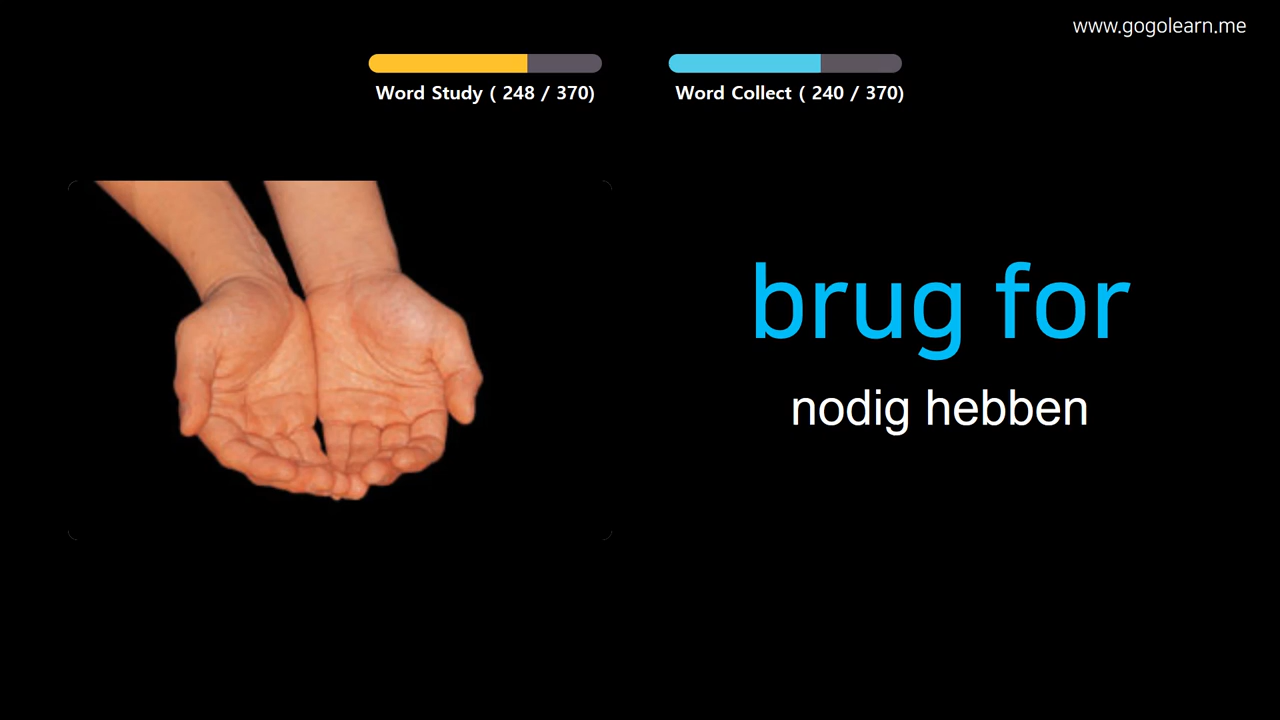 www.gogolearn.me
Word Study ( 248 / 370)
Word Collect ( 240 / 370)
brug for
nodig hebben